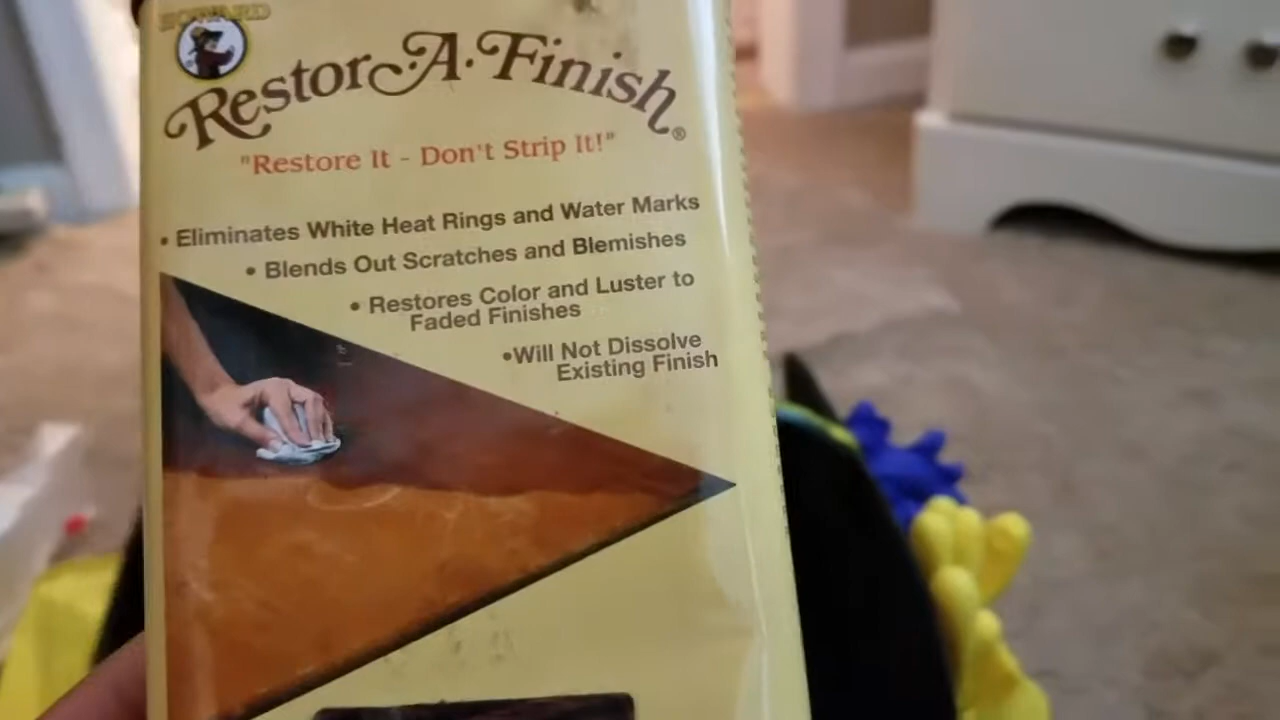 HOWARD
Restor·A·Finish®
"Restore It - Don't Strip It!"
• Eliminates White Heat Rings and Water Marks
• Blends Out Scratches and Blemishes
• Restores Color and Luster to
Faded Finishes
•Will Not Dissolve
Existing Finish